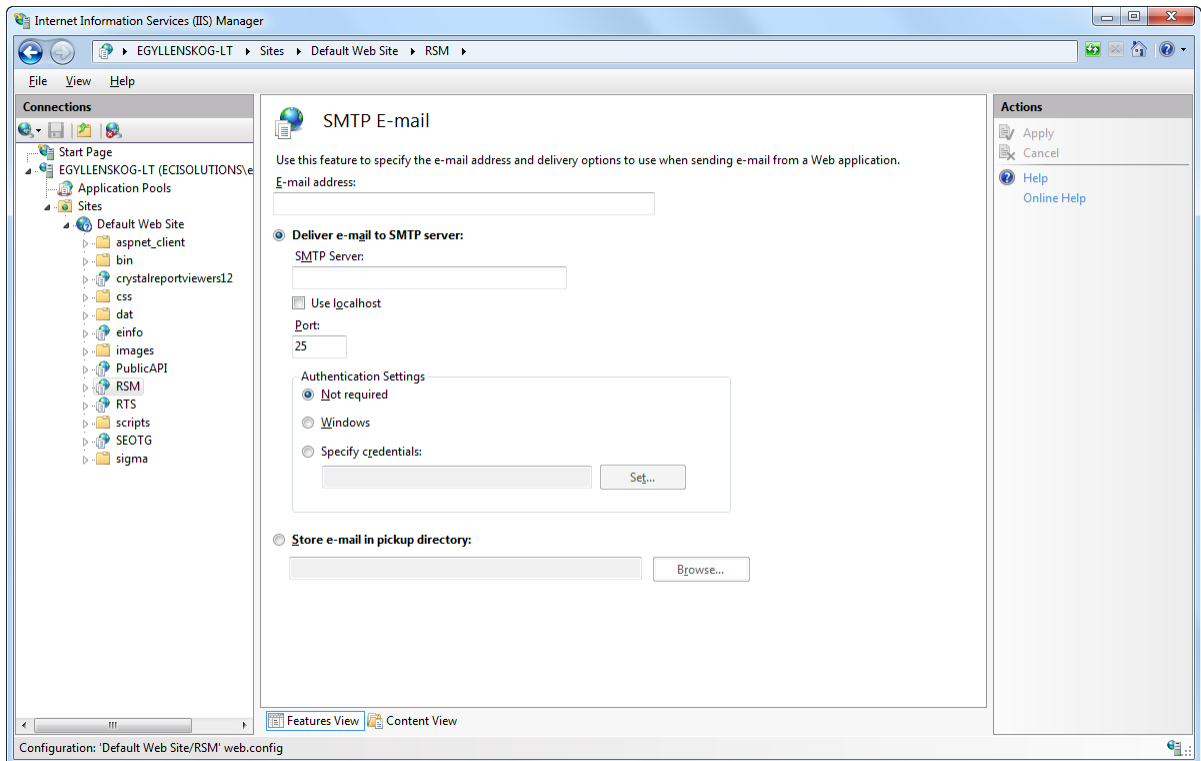 Internet Information Services (IIS) Manager
EGYLLENSKOG-LT Sites Default Web Site RSM
File View Help
Connections
Start Page
EGYLLENSKOG-LT (ECISOLUTIONS\e
Application Pools
Sites
Default Web Site
aspnet_client
bin
crystalreportviewers12
css
dat
einfo
images
PublicAPI
RSM
RTS
scripts
SEOTG
sigma
SMTP E-mail
Use this feature to specify the e-mail address and delivery options to use when sending e-mail from a Web application.
E-mail address:
Deliver e-mail to SMTP server:
SMTP Server:
Use localhost
Port:
25
Authentication Settings
Not required
Windows
Specify credentials:
Set...
Store e-mail in pickup directory:
Browse...
Features View Content View
Actions
Apply
Cancel
Help
Online Help
Configuration: 'Default Web Site/RSM' web.config